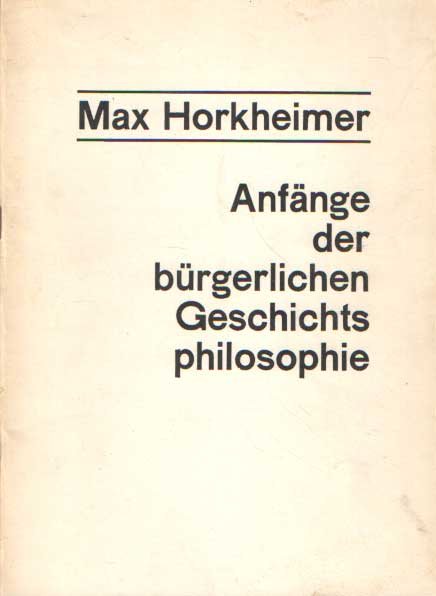 Max Horkheimer
Anfänge
der
bürgerlichen
Geschichts
philosophie